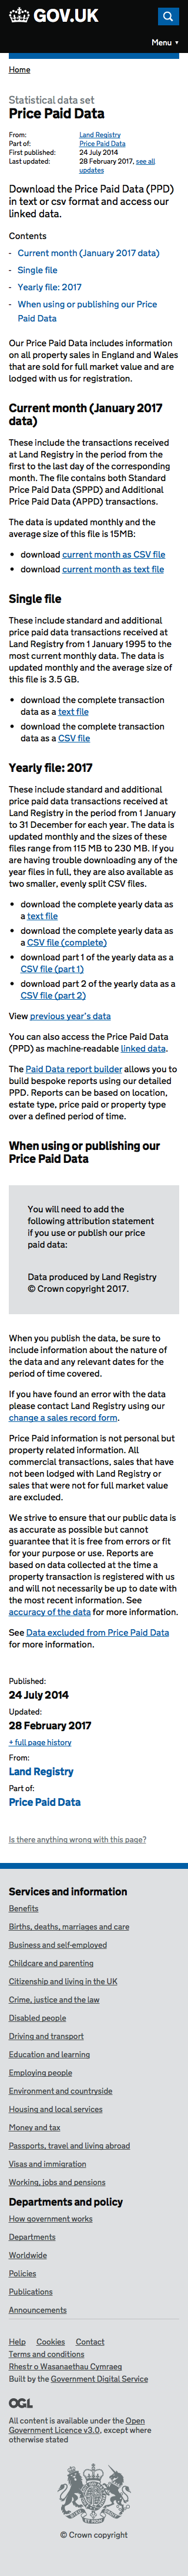 GOV.UK
Menu ▼
Home
Statistical data set
Price Paid Data
From: Land Registry
Part of: Price Paid Data
First published: 24 July 2014
Last updated: 28 February 2017, see all
updates
Download the Price Paid Data (PPD)
in text or csv format and access our
linked data.
Contents
- Current month (January 2017 data)
- Single file
- Yearly file: 2017
- When using or publishing our Price
Paid Data
Our Price Paid Data includes information
on all property sales in England and Wales
that are sold for full market value and are
lodged with us for registration.
Current month (January 2017
data)
These include the transactions received
at Land Registry in the period from the
first to the last day of the corresponding
month. The file contains both Standard
Price Paid Data (SPPD) and Additional
Price Paid Data (APPD) transactions.
The data is updated monthly and the
average size of this file is 15MB:
• download current month as CSV file
• download current month as text file
Single file
These include standard and additional
price paid data transactions received at
Land Registry from 1 January 1995 to the
most current monthly data. The data is
updated monthly and the average size of
this file is 3.5 GB.
• download the complete transaction
data as a text file
• download the complete transaction
data as a CSV file
Yearly file: 2017
These include standard and additional
price paid data transactions received at
Land Registry in the period from 1 January
to 31 December for each year. The data is
updated monthly and the sizes of these
files range from 115 MB to 230 MB. If you
are having trouble downloading any of the
year files in full, they are also available as
two smaller, evenly split CSV files.
• download the complete yearly data as
a text file
• download the complete yearly data as
a CSV file (complete)
• download part 1 of the yearly data as a
CSV file (part 1)
• download part 2 of the yearly data as a
CSV file (part 2)
View previous year's data
You can also access the Price Paid Data
(PPD) as machine-readable linked data.
The Paid Data report builder allows you to
build bespoke reports using our detailed
PPD. Reports can be based on location,
estate type, price paid or property type
over a defined period of time.
When using or publishing our
Price Paid Data
You will need to add the
following attribution statement
if you use or publish our price
paid data:
Data produced by Land Registry
© Crown copyright 2017.
When you publish the data, be sure to
include information about the nature of
the data and any relevant dates for the
period of time covered.
If you have found an error with the data
please contact Land Registry using our
change a sales record form.
Price Paid information is not personal but
is property related information. All
commercial transactions, sales that have
not been lodged with Land Registry or
sales that were not for full market value
are excluded.
We strive to ensure that our public data is
as accurate as possible but cannot
guarantee that it is free from errors or fit
for your purpose or use. Reports are
based on data collected at the time a
property transaction is registered with us
and will not necessarily be up to date with
the most recent information. See
accuracy of the data for more information.
See Data excluded from Price Paid Data
for more information.
Published:
24 July 2014
Updated:
28 February 2017
+ full page history
From:
Land Registry
Part of:
Price Paid Data
Is there anything wrong with this page?
Services and information
Benefits
Births, deaths, marriages and care
Business and self-employed
Childcare and parenting
Citizenship and living in the UK
Crime, justice and the law
Disabled people
Driving and transport
Education and learning
Employing people
Environment and countryside
Housing and local services
Money and tax
Passports, travel and living abroad
Visas and immigration
Working, jobs and pensions
Departments and policy
How government works
Departments
Worldwide
Policies
Publications
Announcements
Help Cookies Contact
Terms and conditions
Rhestr o Wasanaethau Cymraeg
Built by the Government Digital Service
OGL
All content is available under the Open
Government Licence v3.0, except where
otherwise stated
© Crown copyright